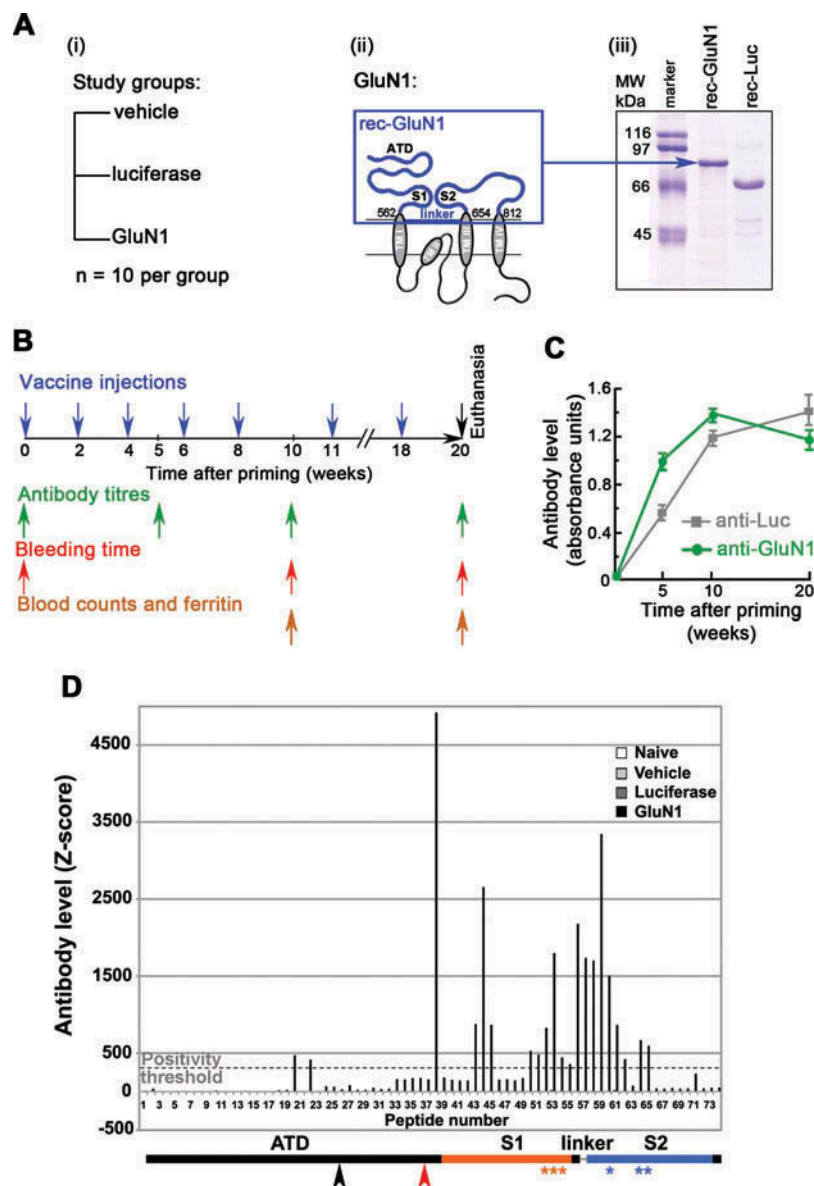 A
(i)
Study groups:
vehicle
luciferase
GluN1
n = 10 per group
(ii)
GluN1:
rec-GluN1
ATD
S1 S2
562 linker 654 812
(iii)
MW
kDa
marker
rec-GluN1
rec-Luc
116
97
66
45
B
Vaccine injections
Euthanasia
0 2 4 5 6 8 10 11 18 20
Time after priming (weeks)
Antibody titres
Bleeding time
Blood counts and ferritin
C
Antibody level
(absorbance units)
1.6
1.2
0.8
0.4
0
anti-Luc
anti-GluN1
5 10 20
Time after priming
(weeks)
D
Antibody level (Z-score)
4500
3500
2500
1500
500
0
-500
Naive
Vehicle
Luciferase
GluN1
Positivity
threshold
1 3 5 7 9 11 13 15 17 19 21 23 25 27 29 31 33 35 37 39 41 43 45 47 49 51 53 55 57 59 61 63 65 67 69 71 73
Peptide number
ATD S1 linker S2
*** * **